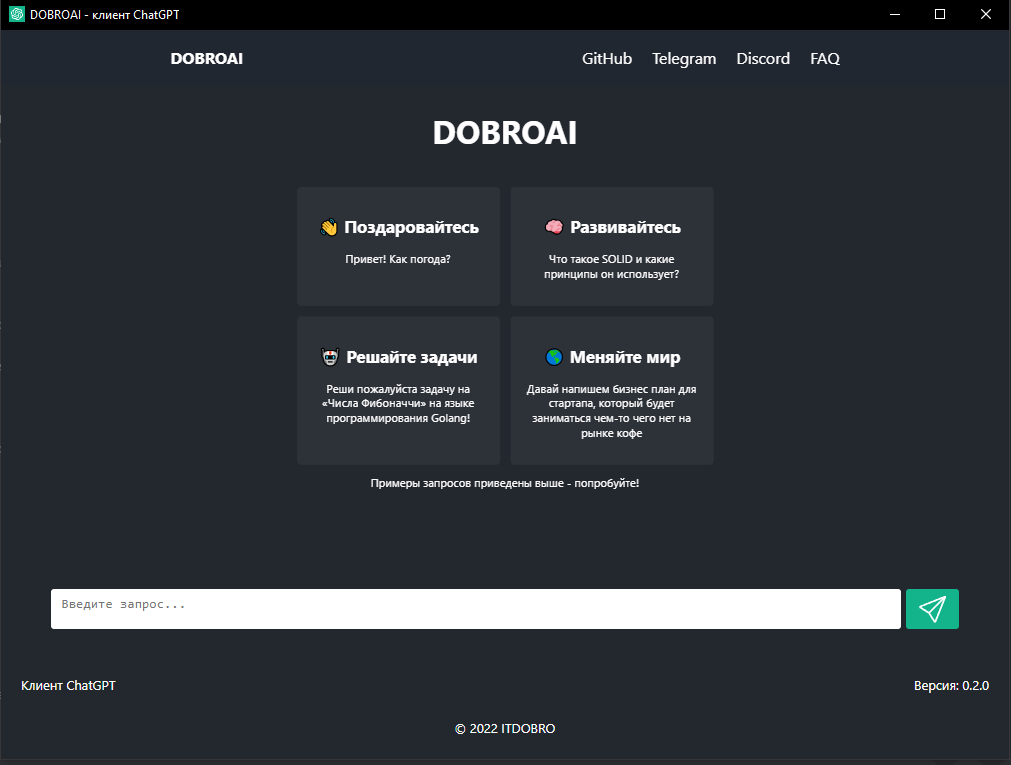 DOBROAI - клиент ChatGPT
DOBROAI
GitHub Telegram Discord FAQ
DOBROAI
Поздаровайтесь
Привет! Как погода?
Развивайтесь
Что такое SOLID и какие
принципы он использует?
Решайте задачи
Реши пожалуйста задачу на
«Числа Фибоначчи» на языке
программирования Golang!
Меняйте мир
Давай напишем бизнес план для
стартапа, который будет
заниматься чем-то чего нет на
рынке кофе
Примеры запросов приведены выше - попробуйте!
Введите запрос...
Клиент ChatGPT
Версия: 0.2.0
© 2022 ITDOBRO